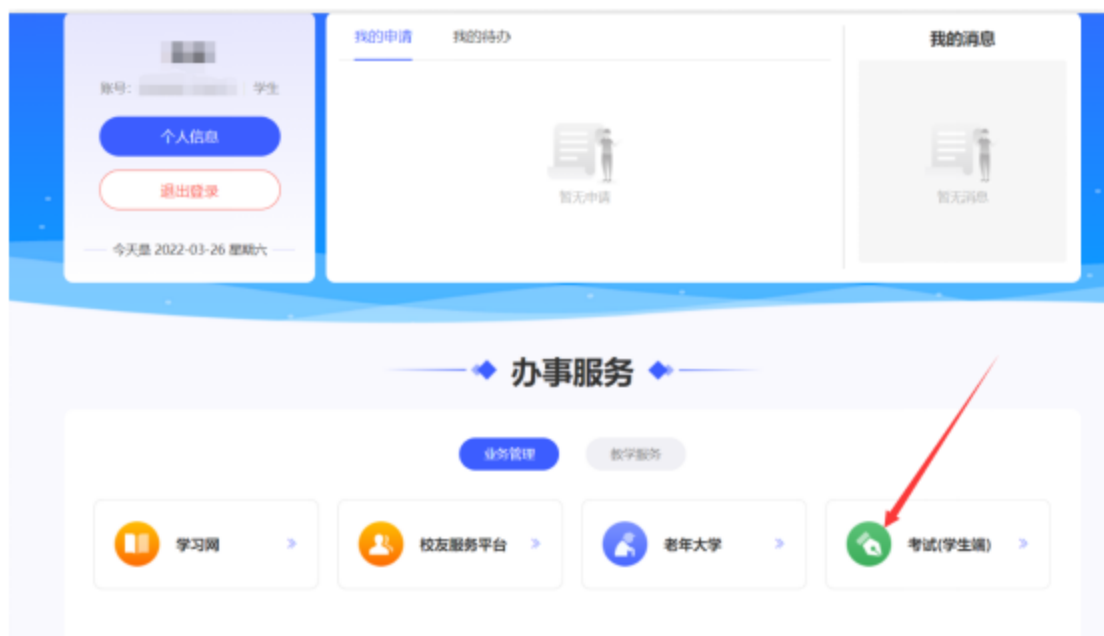 我的申请 我的待办
我的消息
账号: 学生
个人信息
退出登录
暂无申请
暂无消息
今天是 2022-03-26 星期六
办事服务
业务管理 教学服务
学习网 校友服务平台 老年大学 考试(学生端)